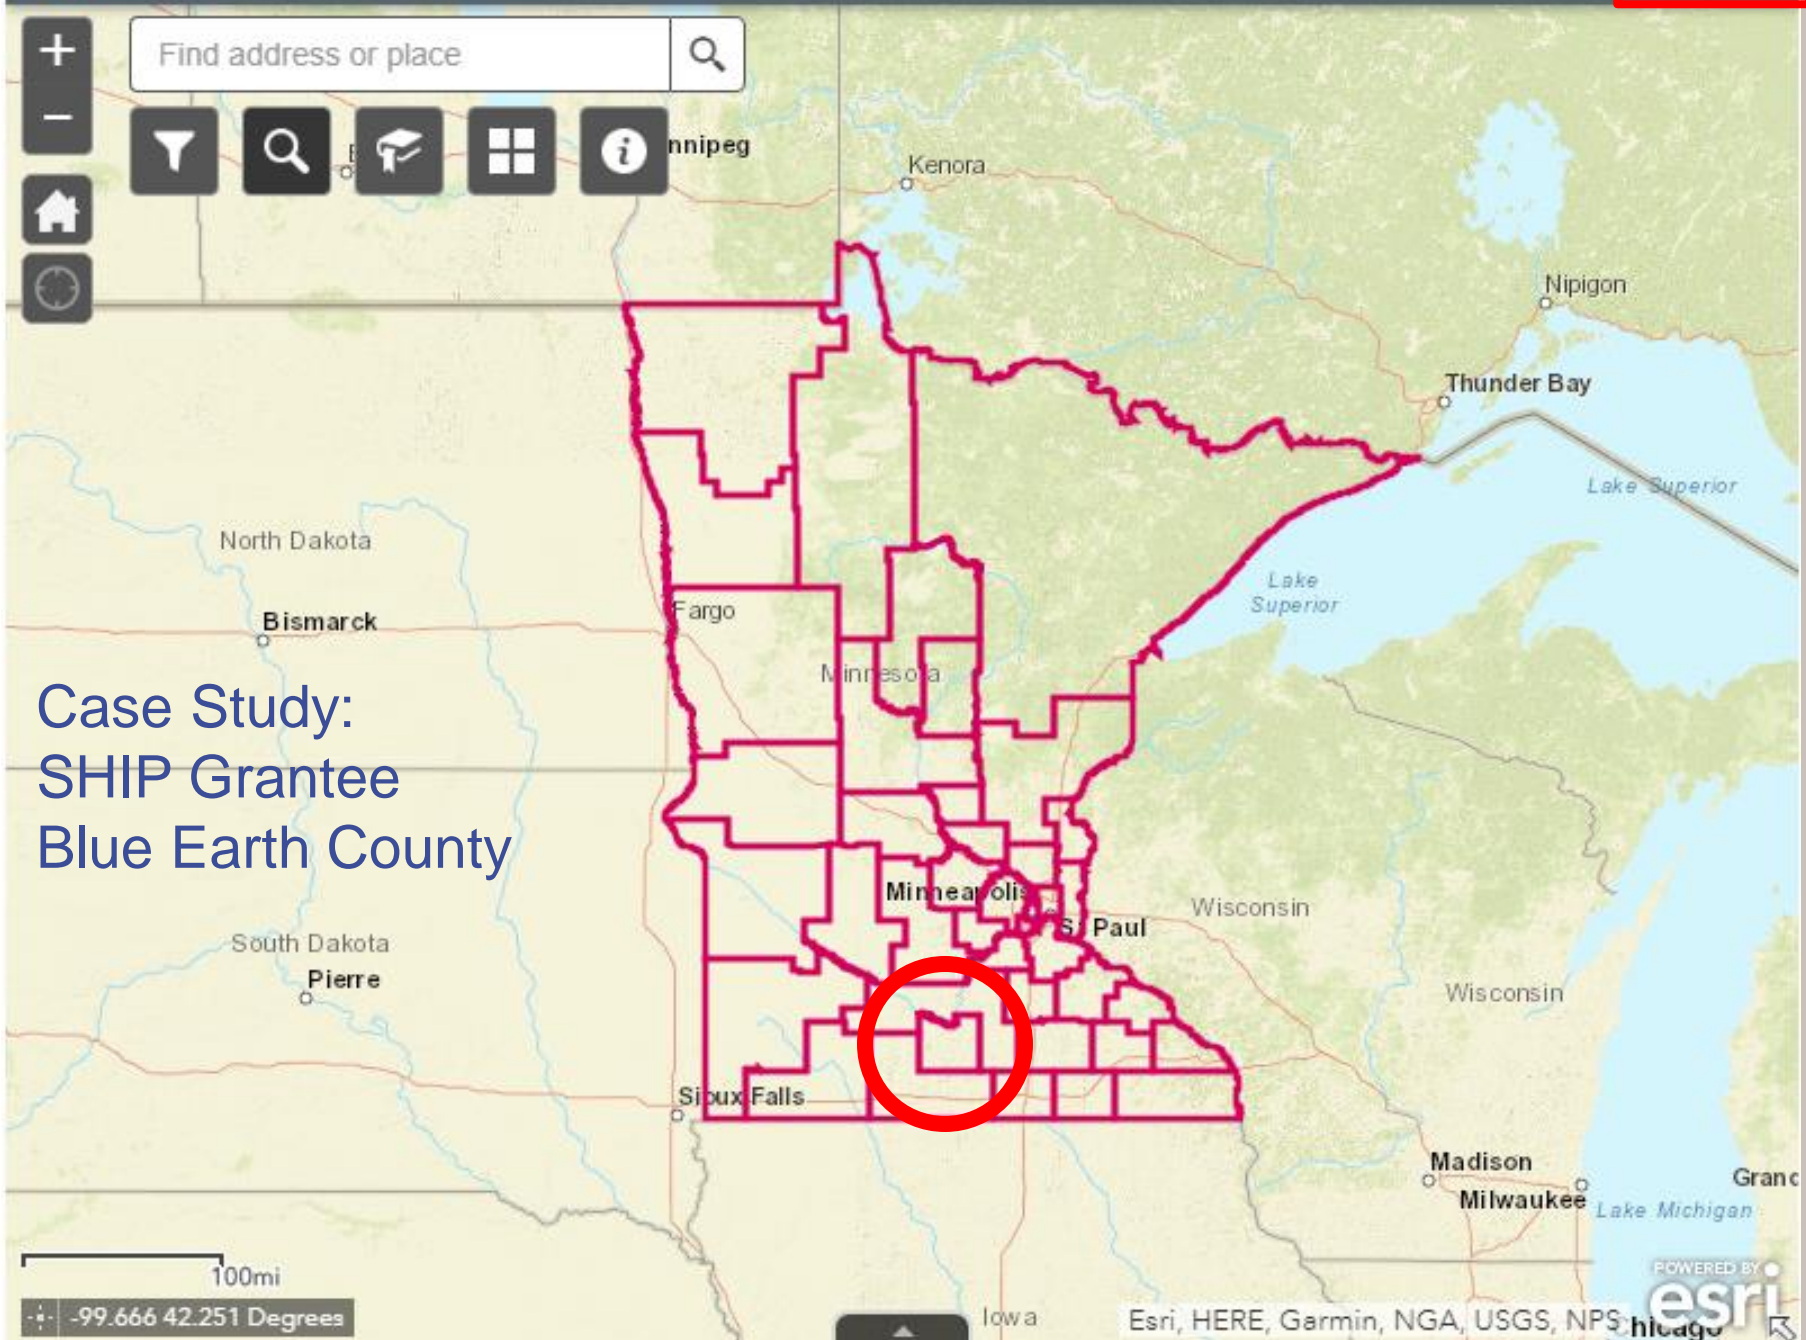 Find address or place
nnipeg
Kenora
Nipigon
Thunder Bay
Lake Superior
North Dakota
Lake
Superior
Fargo
Bismarck
Minnesota
Case Study:
SHIP Grantee
Blue Earth County
Minneapolis
St Paul
Wisconsin
South Dakota
Pierre
Wisconsin
Sioux Falls
Madison
Milwaukee
Grand
Lake Michigan
100mi
POWERED BY
esri
-99.666 42.251 Degrees
Iowa
Esri, HERE, Garmin, NGA, USGS, NPS
Chicago